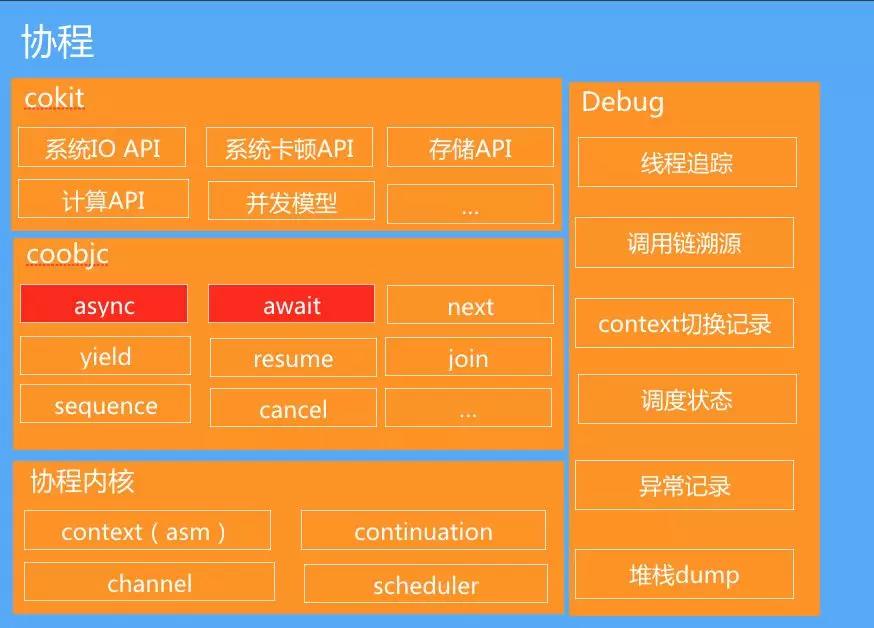 协程
cokit
系统IO API
系统卡顿API
存储API
计算API
并发模型
...
coobjc
async
await
next
yield
resume
join
sequence
cancel
...
协程内核
context（asm）
continuation
channel
scheduler
Debug
线程追踪
调用链溯源
context切换记录
调度状态
异常记录
堆栈dump